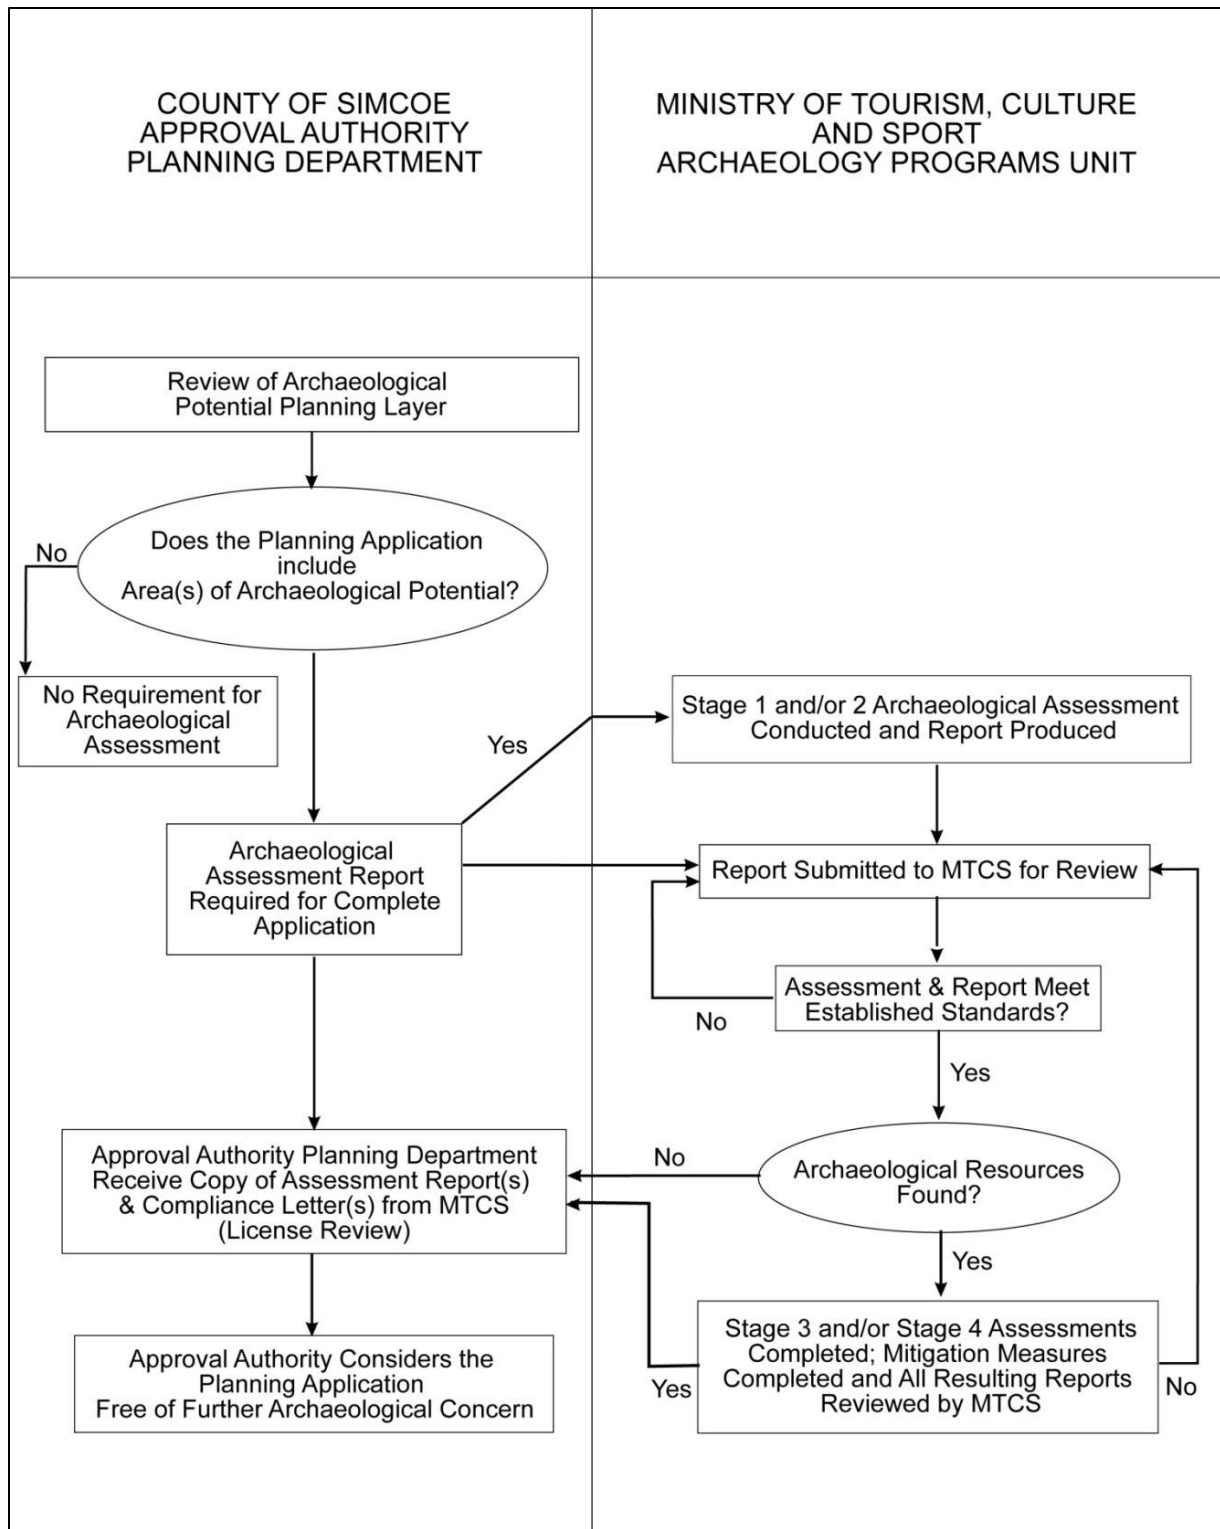 COUNTY OF SIMCOE
APPROVAL AUTHORITY
PLANNING DEPARTMENT
MINISTRY OF TOURISM, CULTURE
AND SPORT
ARCHAEOLOGY PROGRAMS UNIT
Review of Archaeological
Potential Planning Layer
Does the Planning Application
include
Area(s) of Archaeological Potential?
No
No Requirement for
Archaeological
Assessment
Yes
Stage 1 and/or 2 Archaeological Assessment
Conducted and Report Produced
Archaeological
Assessment Report
Required for Complete
Application
Report Submitted to MTCS for Review
Assessment & Report Meet
Established Standards?
No
Yes
Archaeological Resources
Found?
No
Yes
Approval Authority Planning Department
Receive Copy of Assessment Report(s)
& Compliance Letter(s) from MTCS
(License Review)
Stage 3 and/or Stage 4 Assessments
Completed; Mitigation Measures
Completed and All Resulting Reports
Reviewed by MTCS
Yes
No
Approval Authority Considers the
Planning Application
Free of Further Archaeological Concern